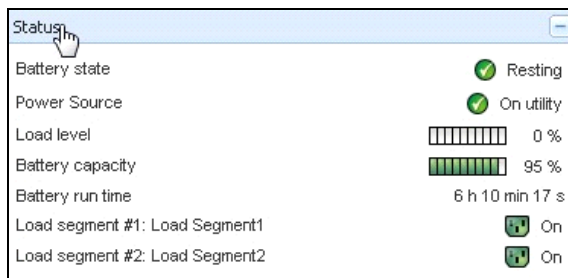 Status
Battery state Resting
Power Source On utility
Load level 0 %
Battery capacity 95 %
Battery run time 6 h 10 min 17 s
Load segment #1: Load Segment1 On
Load segment #2: Load Segment2 On